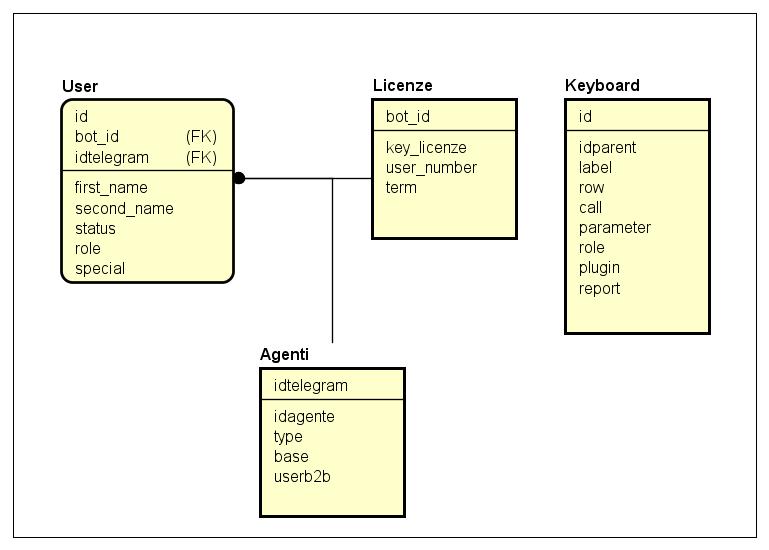 User
id
bot_id (FK)
idtelegram (FK)
first_name
second_name
status
role
special
Licenze
bot_id
key_licenze
user_number
term
Keyboard
id
idparent
label
row
call
parameter
role
plugin
report
Agenti
idtelegram
idagente
type
base
userb2b